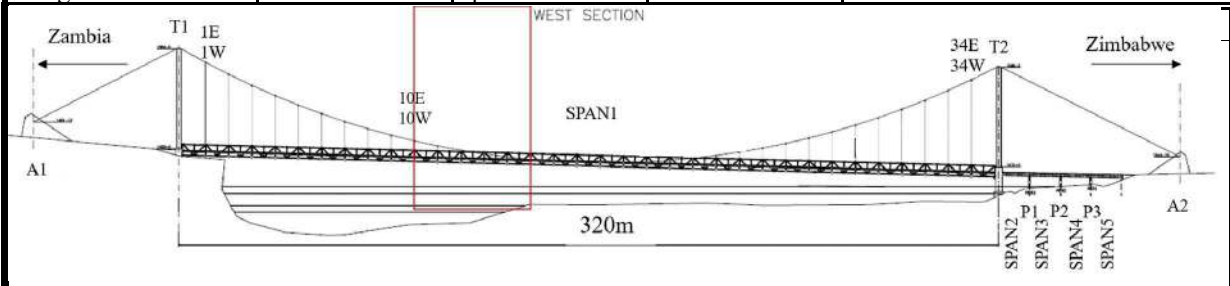 WEST SECTION
Zambia
T1
1E
1W
10E
10W
SPAN1
34E
34W
T2
Zimbabwe
A1
320m
SPAN2
P1
SPAN3
P2
SPAN4
P3
SPAN5
A2